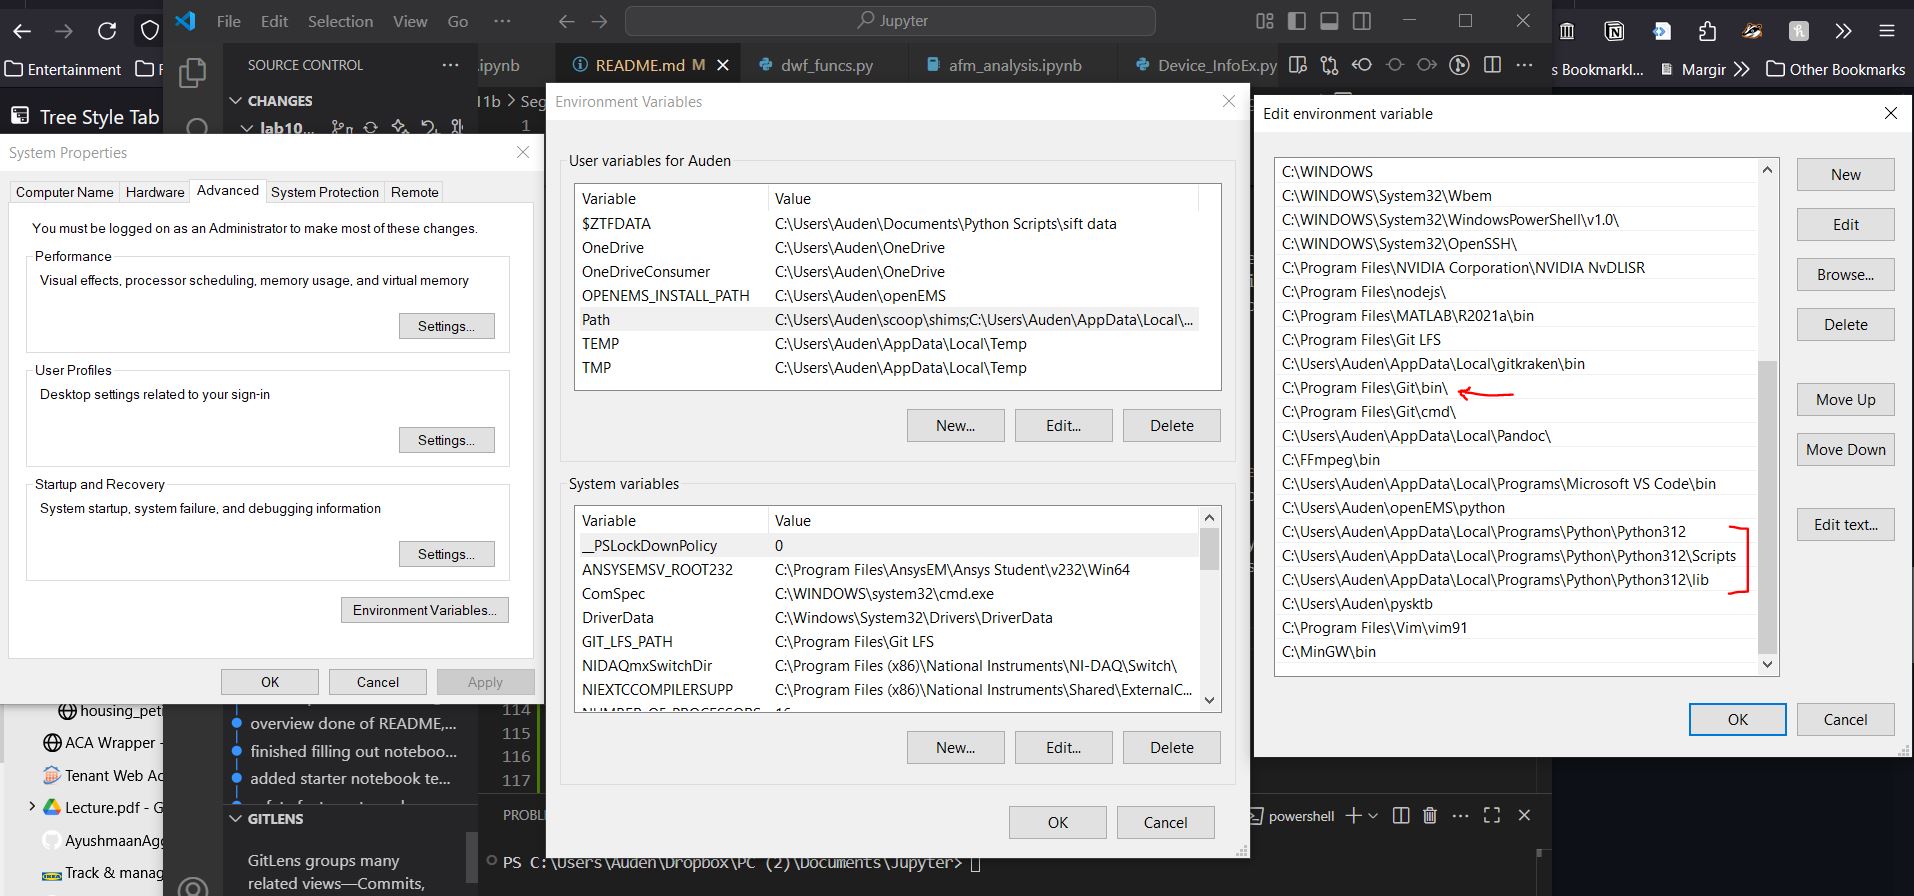 File Edit Selection View Go ··· Jupyter
Entertainment
s Bookmarkl... Margir Other Bookmarks
Tree Style Tab
SOURCE CONTROL ···
CHANGES
lab10...
.ipynb README.md M dwf_funcs.py afm_analysis.ipynb Device_InfoEx.py ···
11b > Seg
1
System Properties
Computer Name Hardware Advanced System Protection Remote
You must be logged on as an Administrator to make most of these changes.
Performance
Visual effects, processor scheduling, memory usage, and virtual memory
Settings...
User Profiles
Desktop settings related to your sign-in
Settings...
Startup and Recovery
System startup, system failure, and debugging information
Settings...
Environment Variables...
OK Cancel Apply
Environment Variables
User variables for Auden
Variable Value
$ZTFDATA C:\Users\Auden\Documents\Python Scripts\sift data
OneDrive C:\Users\Auden\OneDrive
OneDriveConsumer C:\Users\Auden\OneDrive
OPENEMS_INSTALL_PATH C:\Users\Auden\openEMS
Path C:\Users\Auden\scoop\shims;C:\Users\Auden\AppData\Local\...
TEMP C:\Users\Auden\AppData\Local\Temp
TMP C:\Users\Auden\AppData\Local\Temp
New... Edit... Delete
System variables
Variable Value
__PSLockDownPolicy 0
ANSYSEMSV_ROOT232 C:\Program Files\AnsysEM\Ansys Student\v232\Win64
ComSpec C:\WINDOWS\system32\cmd.exe
DriverData C:\Windows\System32\Drivers\DriverData
GIT_LFS_PATH C:\Program Files\Git LFS
NIDAQmxSwitchDir C:\Program Files (x86)\National Instruments\NI-DAQ\Switch\
NIEXTCCOMPILERSUPP C:\Program Files (x86)\National Instruments\Shared\ExternalC...
NUMBER_OF_PROCESSORS 16
New... Edit... Delete
OK Cancel
Edit environment variable
C:\WINDOWS
C:\WINDOWS\System32\Wbem
C:\WINDOWS\System32\WindowsPowerShell\v1.0\
C:\WINDOWS\System32\OpenSSH\
C:\Program Files\NVIDIA Corporation\NVIDIA NvDLISR
C:\Program Files\nodejs\
C:\Program Files\MATLAB\R2021a\bin
C:\Program Files\Git LFS
C:\Users\Auden\AppData\Local\gitkraken\bin
C:\Program Files\Git\bin\
C:\Program Files\Git\cmd\
C:\Users\Auden\AppData\Local\Pandoc\
C:\FFmpeg\bin
C:\Users\Auden\AppData\Local\Programs\Microsoft VS Code\bin
C:\Users\Auden\openEMS\python
C:\Users\Auden\AppData\Local\Programs\Python\Python312
C:\Users\Auden\AppData\Local\Programs\Python\Python312\Scripts
C:\Users\Auden\AppData\Local\Programs\Python\Python312\lib
C:\Users\Auden\pysktb
C:\Program Files\Vim\vim91
C:\MinGW\bin
New
Edit
Browse...
Delete
Move Up
Move Down
Edit text...
OK Cancel
housing_peti
ACA Wrapper -
Tenant Web Ac
Lecture.pdf - G
AyushmaanAgg
Track & manag
overview done of README,...
finished filling out noteboo...
added starter notebook te...
GITLENS
GitLens groups many
related views—Commits,
114
115
116
117
PROBL
powershell
PS C:\Users\Auden\Dropbox\PC (2)\Documents\Jupyter>